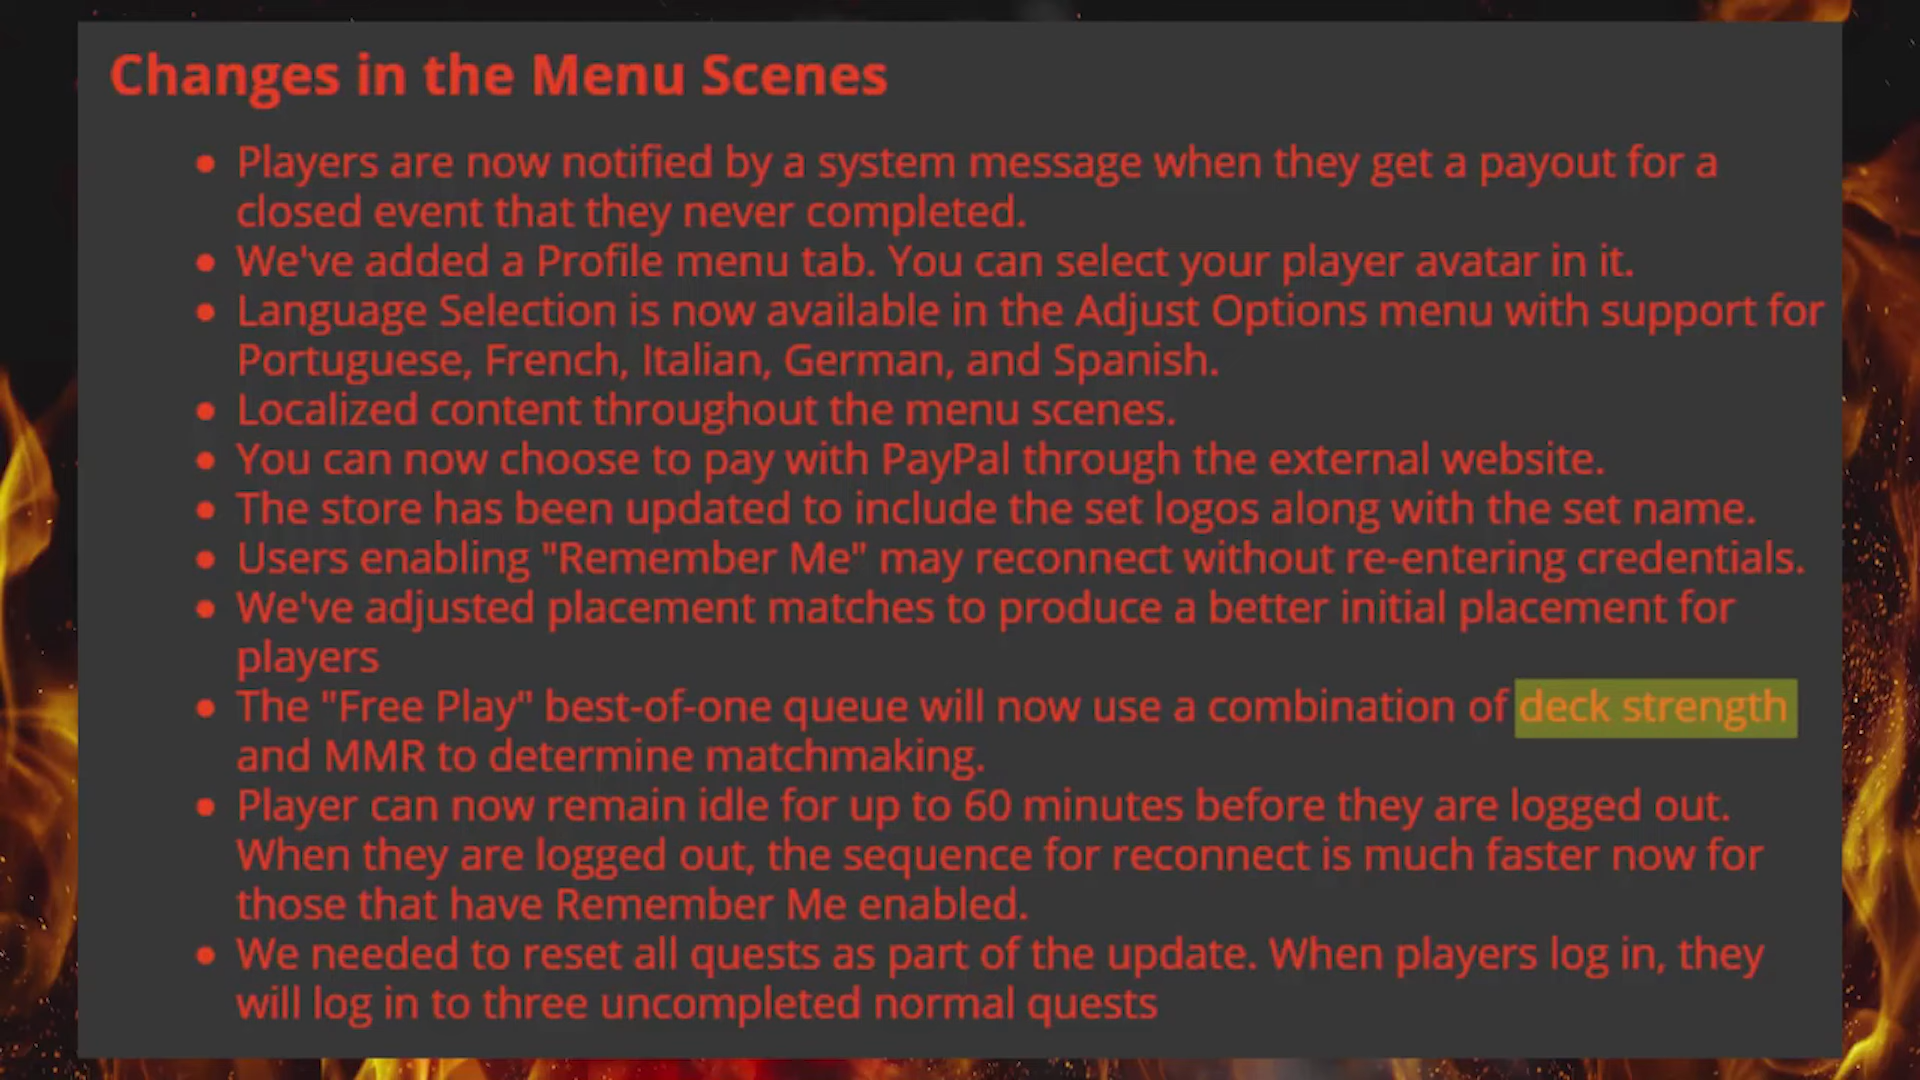 Changes in the Menu Scenes
• Players are now notified by a system message when they get a payout for a
closed event that they never completed.
• We've added a Profile menu tab. You can select your player avatar in it.
• Language Selection is now available in the Adjust Options menu with support for
Portuguese, French, Italian, German, and Spanish.
• Localized content throughout the menu scenes.
• You can now choose to pay with PayPal through the external website.
• The store has been updated to include the set logos along with the set name.
• Users enabling "Remember Me" may reconnect without re-entering credentials.
• We've adjusted placement matches to produce a better initial placement for
players
• The "Free Play" best-of-one queue will now use a combination of deck strength
and MMR to determine matchmaking.
• Player can now remain idle for up to 60 minutes before they are logged out.
When they are logged out, the sequence for reconnect is much faster now for
those that have Remember Me enabled.
• We needed to reset all quests as part of the update. When players log in, they
will log in to three uncompleted normal quests